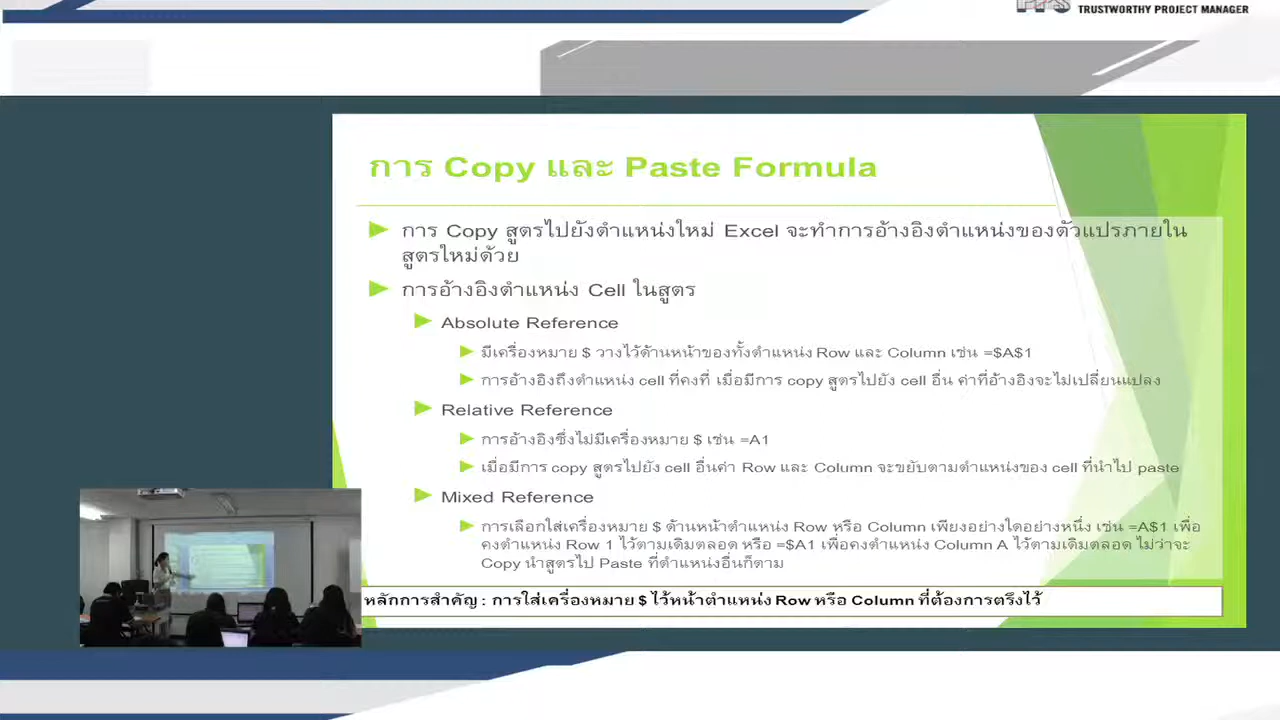 TRUSTWORTHY PROJECT MANAGER
การ Copy และ Paste Formula
การ Copy สูตรไปยังตำแหน่งใหม่ Excel จะทำการอ้างอิงตำแหน่งของตัวแปรภายใน
สูตรใหม่ด้วย
การอ้างอิงตำแหน่ง Cell ในสูตร
Absolute Reference
มีเครื่องหมาย $ วางไว้ด้านหน้าของทั้งตำแหน่ง Row และ Column เช่น =$A$1
การอ้างอิงถึงตำแหน่ง cell ที่คงที่ เมื่อมีการ copy สูตรไปยัง cell อื่น ค่าที่อ้างอิงจะไม่เปลี่ยนแปลง
Relative Reference
การอ้างอิงซึ่งไม่มีเครื่องหมาย $ เช่น =A1
เมื่อมีการ copy สูตรไปยัง cell อื่นค่า Row และ Column จะขยับตามตำแหน่งของ cell ที่นำไป paste
Mixed Reference
การเลือกใส่เครื่องหมาย $ ด้านหน้าตำแหน่ง Row หรือ Column เพียงอย่างใดอย่างหนึ่ง เช่น =A$1 เพื่อ
คงตำแหน่ง Row 1 ไว้ตามเดิมตลอด หรือ =$A1 เพื่อคงตำแหน่ง Column A ไว้ตามเดิมตลอด ไม่ว่าจะ
Copy นำสูตรไป Paste ที่ตำแหน่งอื่นก็ตาม
หลักการสำคัญ : การใส่เครื่องหมาย $ ไว้หน้าตำแหน่ง Row หรือ Column ที่ต้องการตรึงไว้